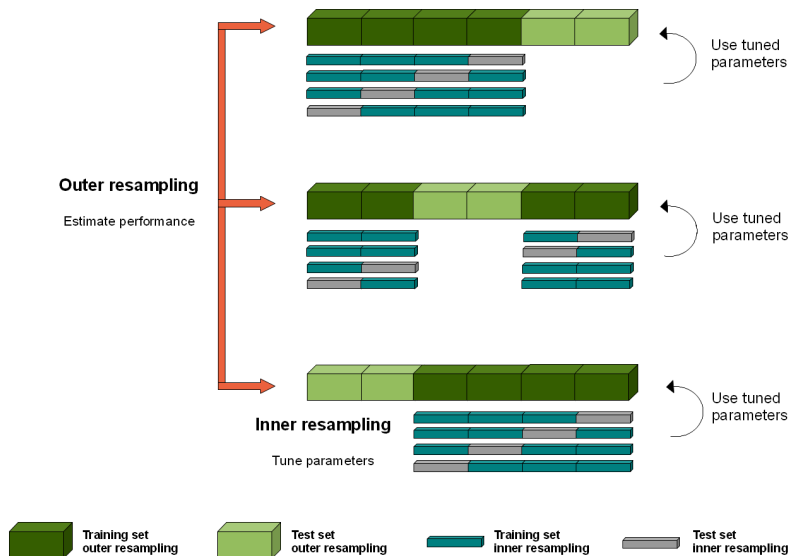 Use tuned
parameters
Outer resampling
Estimate performance
Use tuned
parameters
Inner resampling
Tune parameters
Use tuned
parameters
Training set
outer resampling
Test set
outer resampling
Training set
inner resampling
Test set
inner resampling